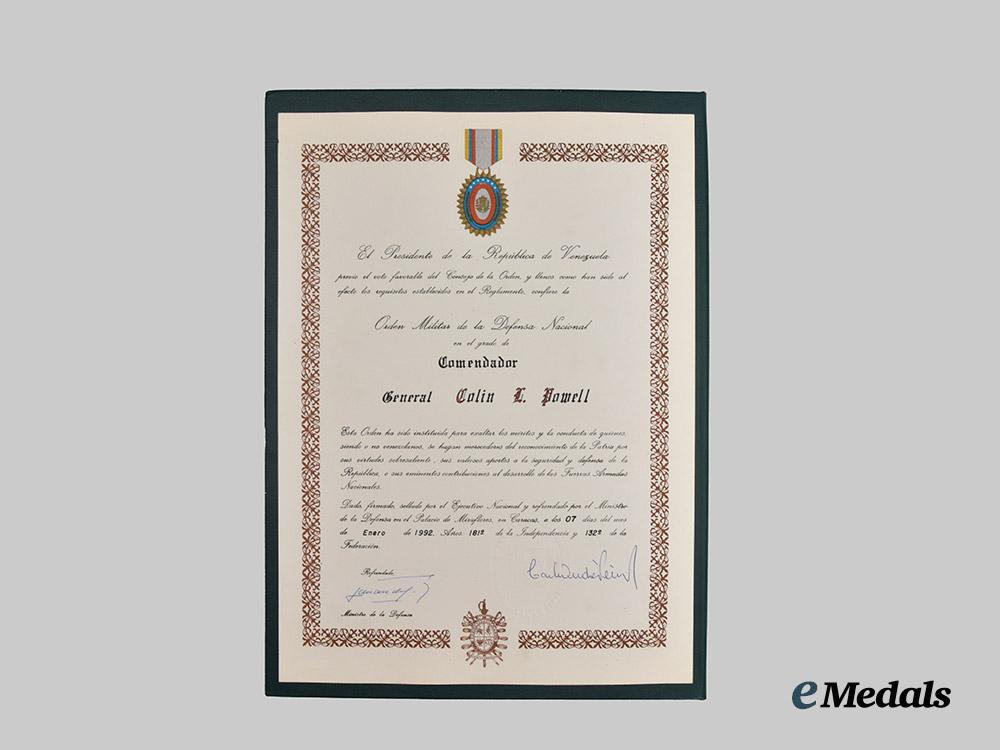 El Presidente de la República de Venezuela
previo el voto favorable del Consejo de la Orden, y llenos como han sido al
efecto los requisitos establecidos en el Reglamento, confiere la
Orden Militar de la Defensa Nacional
en el grado de
Comendador
General Colin L. Powell
Esta Orden ha sido instituida para exaltar los méritos y la conducta de quienes,
siendo o no venezolanos, se hagan merecedores del reconocimiento de la Patria por
sus virtudes sobresaliente, sus valiosos aportes a la seguridad y defensa de la
República, o sus eminentes contribuciones al desarrollo de las Fuerzas Armadas
Nacionales.
Dado, firmado, sellado por el Ejecutivo Nacional y refrendado por el Ministro
de la Defensa en el Palacio de Miraflores, en Caracas, a los 07 días del mes
de Enero de 1992, Años 181º de la Independencia y 132º de la
Federación.
Refrendado,
Ministro de la Defensa
eMedals